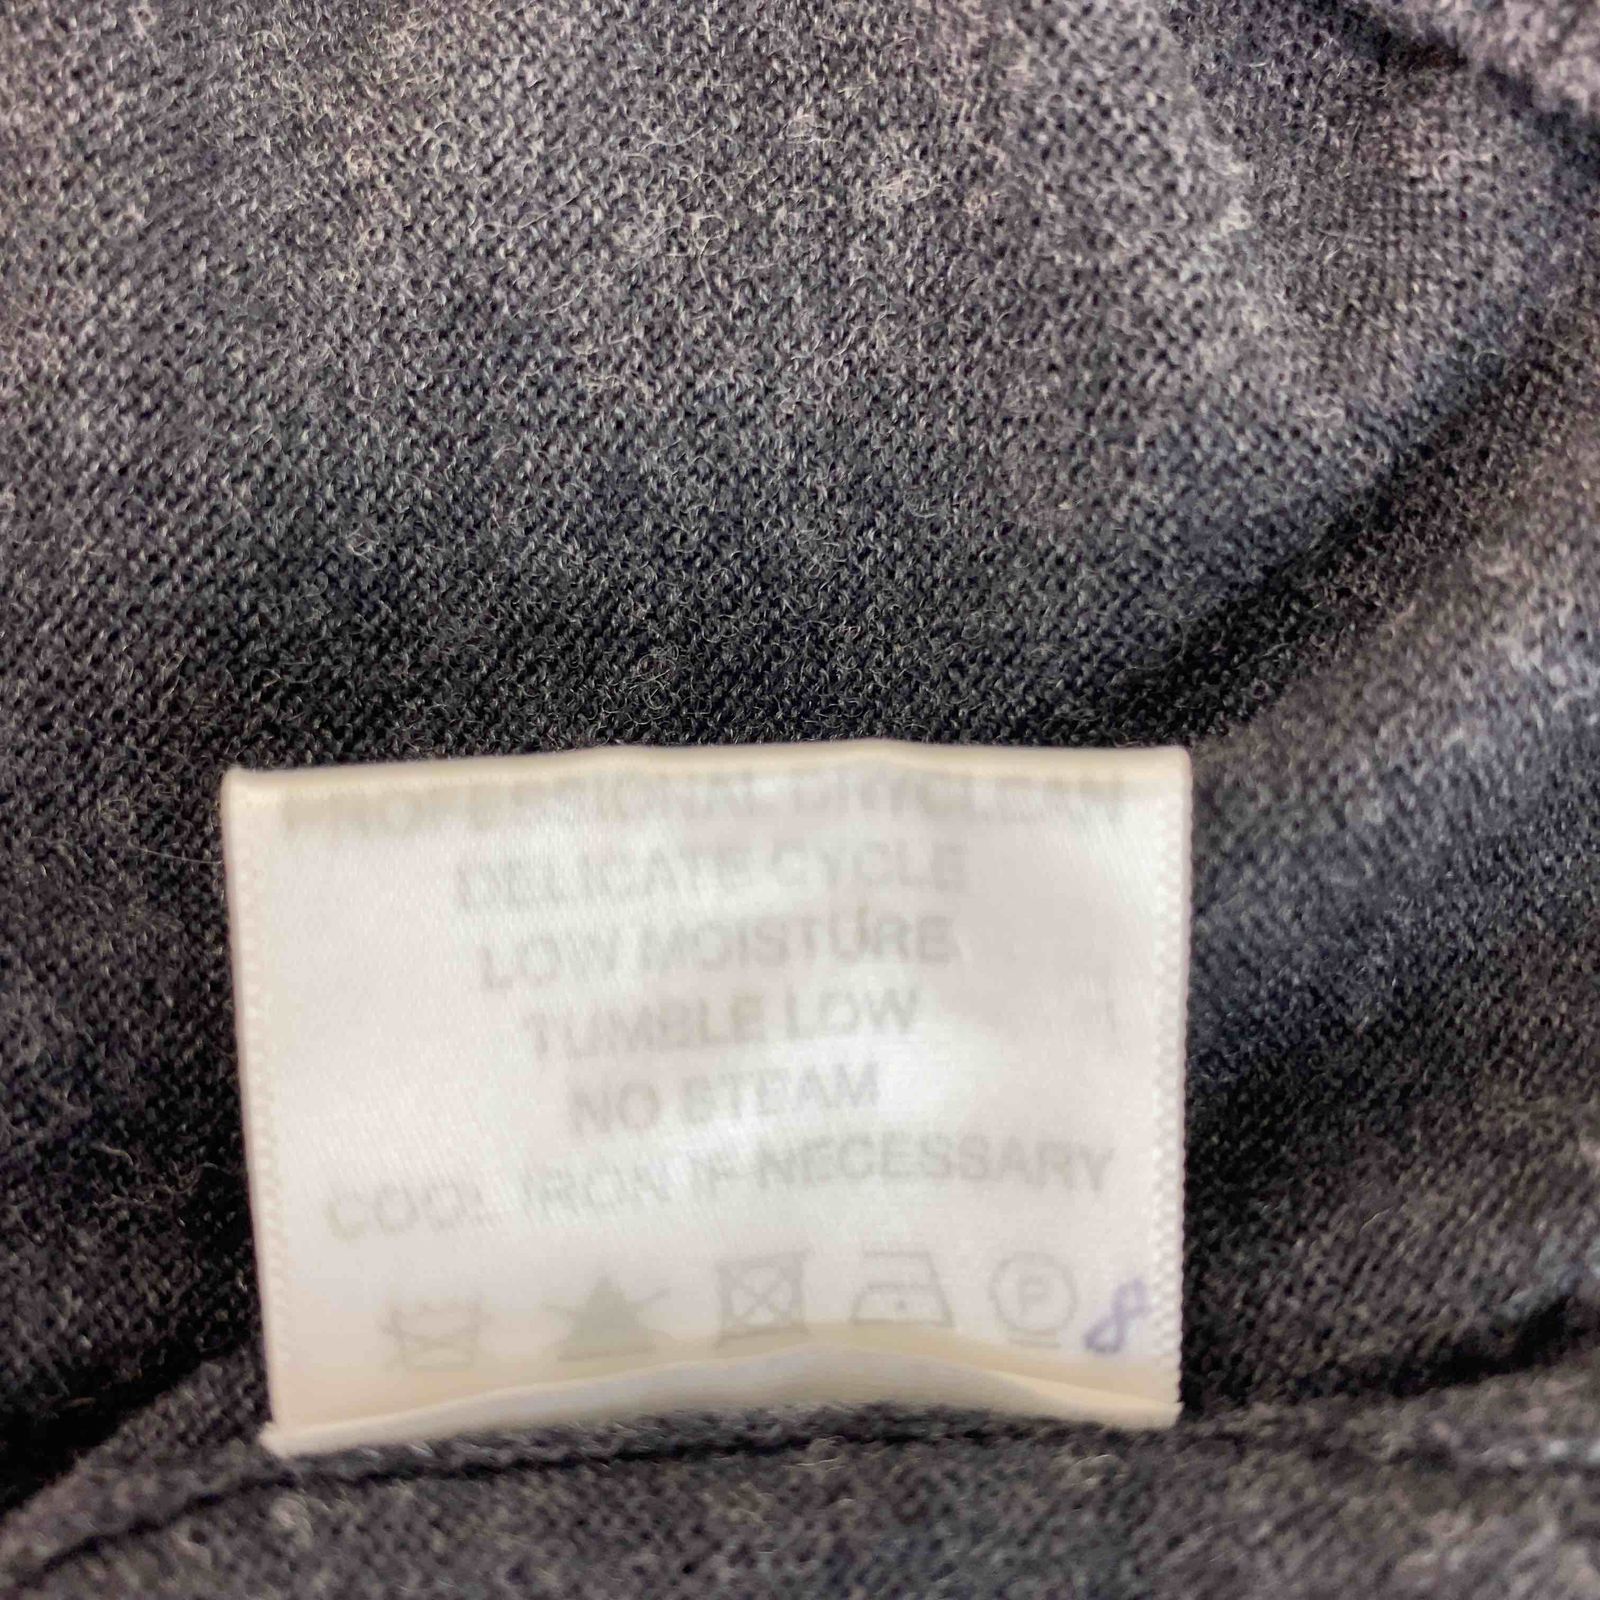 PROFESSIONAL DRYCLEAN
DELICATE CYCLE
LOW MOISTURE
TUMBLE LOW
NO STEAM
COOL IRON IF NECESSARY
P 8